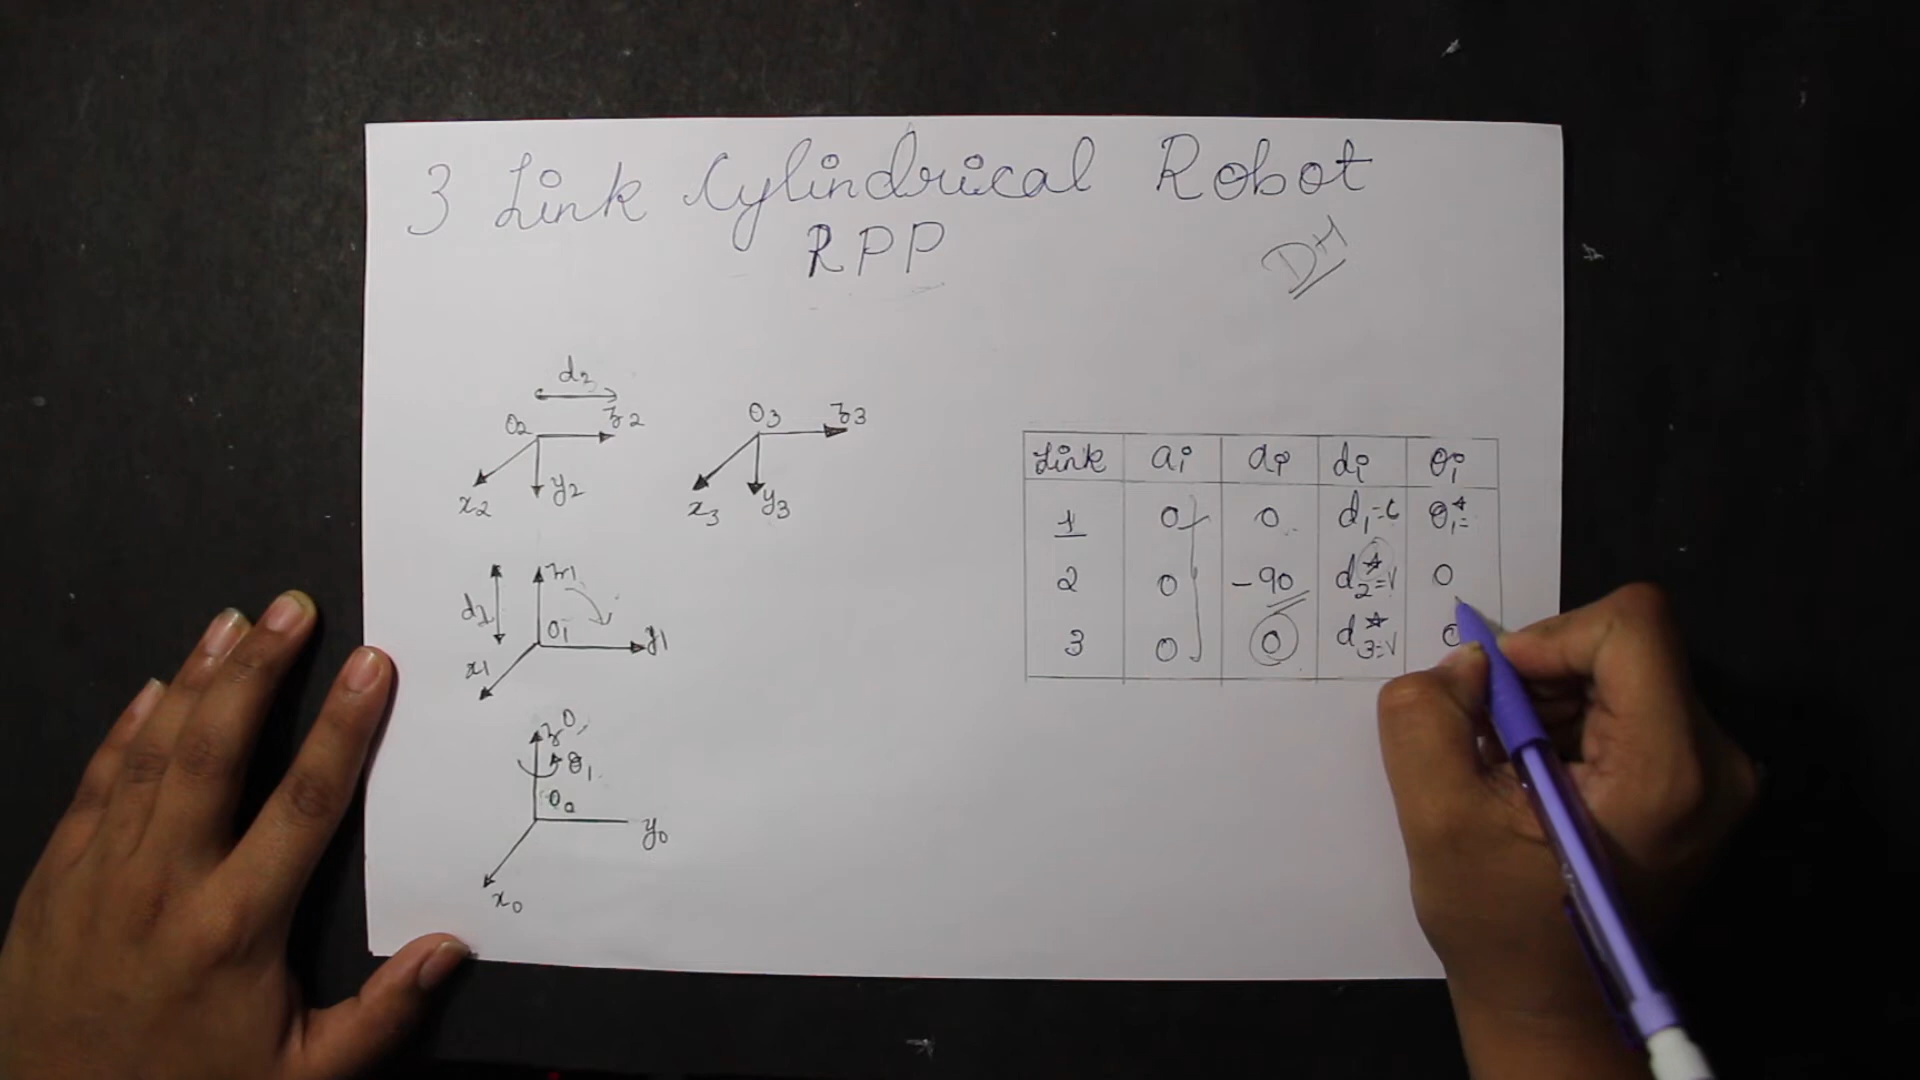 3 Link Cylindrical Robot
RPP
DH
d3
O2 z2
x2 y2
O3 z3
x3 y3
d2 z1
O1 y1
x1
z0
θ1
O0
y0
x0
Link ai αi di θi
1 0 0 d1=C θ1*=
2 0 -90 d2*=V 0
3 0 0 d3*=V 0